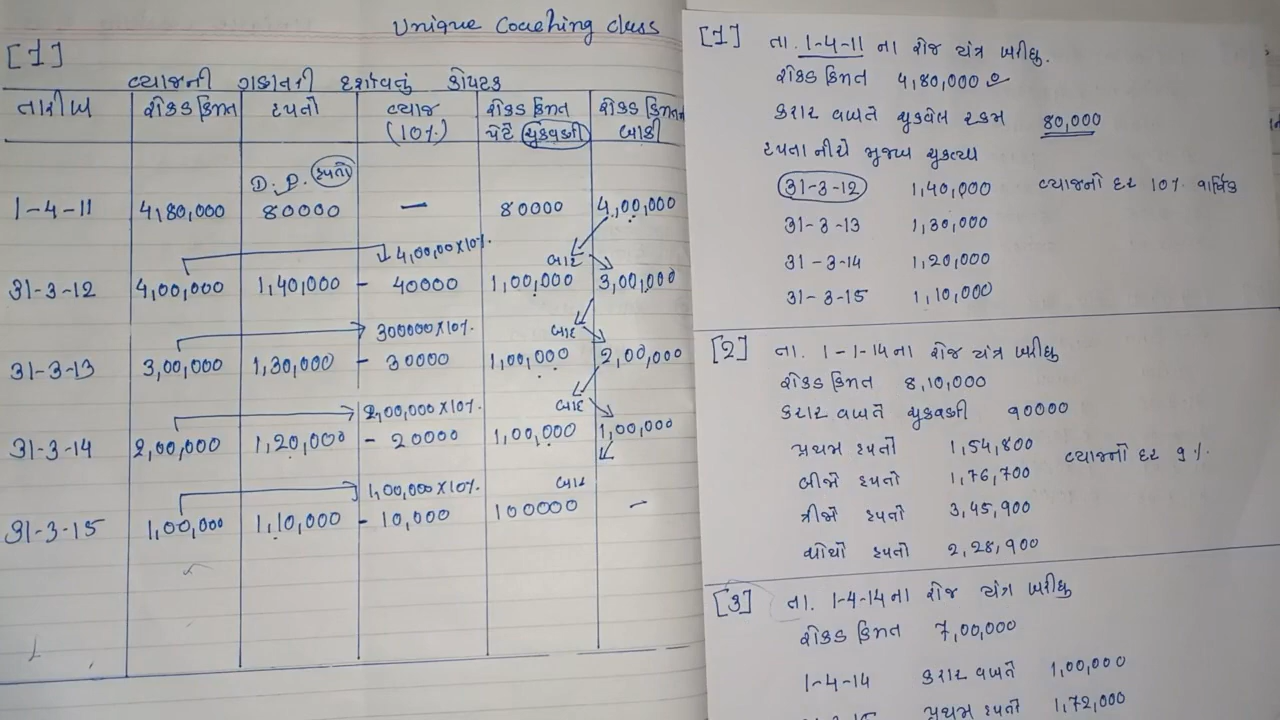 Unique Coaching Class
[1]
વ્યાજની ગણતરી દર્શાવતું કોષ્ટક
તારીખ રોકડ કિંમત હપતો વ્યાજ (10%) રોકડ કિંમત પેટે ચુકવણી રોકડ કિંમત બાકી
D. P. હપતો
1-4-11 4,80,000 80000 — 80000 4,00,000
4,00,00×10%. બાદ
31-3-12 4,00,000 1,40,000 - 40000 1,00,000 3,00,000
300000×10%. બાદ
31-3-13 3,00,000 1,30,000 - 30000 1,00,000 2,00,000
2,00,000×10%. બાદ
31-3-14 2,00,000 1,20,000 - 20000 1,00,000 1,00,000
1,00,000×10%. બાદ
31-3-15 1,00,000 1,10,000 - 10,000 100000 —
[1] તા. 1-4-11 ના રોજ યંત્ર ખરીદ્યુ.
રોકડ કિંમત 4,80,000
કરાર વખતે ચુકવેલ રકમ 80,000
હપતા નીચે મુજબ ચુકવ્યા
31-3-12 1,40,000 વ્યાજનો દર 10% વાર્ષિક
31-3-13 1,30,000
31-3-14 1,20,000
31-3-15 1,10,000
[2] તા. 1-1-14 ના રોજ યંત્ર ખરીદ્યુ
રોકડ કિંમત 8,10,000
કરાર વખતે ચુકવણી 90000
પ્રથમ હપતો 1,54,800
બીજો હપતો 1,76,700 વ્યાજનો દર 9%.
ત્રીજો હપતો 3,45,900
ચોથો હપતો 2,28,900
[3] તા. 1-4-14 ના રોજ યંત્ર ખરીદ્યુ
રોકડ કિંમત 7,00,000
1-4-14 કરાર વખતે 1,00,000
પ્રથમ હપતો 1,72,000